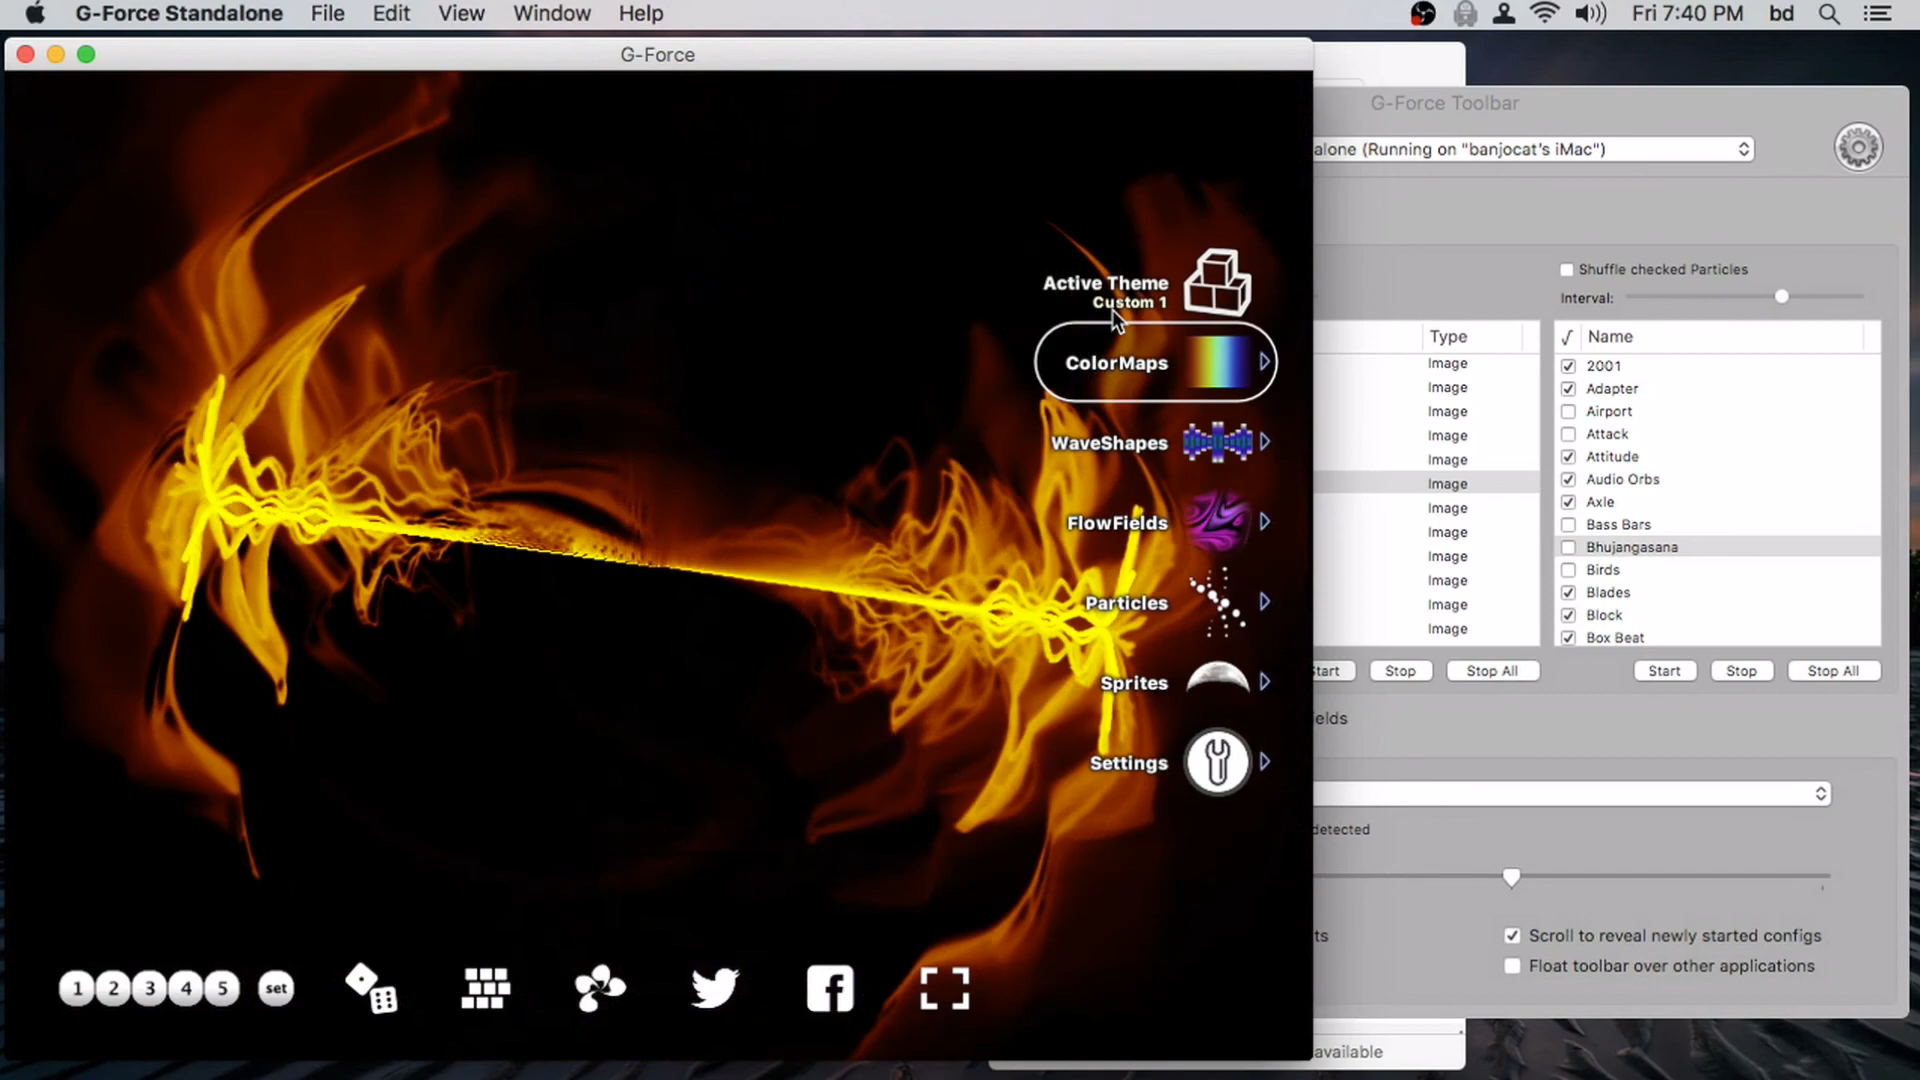 G-Force Standalone File Edit View Window Help Fri 7:40 PM bd
G-Force
G-Force Toolbar
alone (Running on "banjocat's iMac")
Active Theme
Custom 1
ColorMaps
WaveShapes
FlowFields
Particles
Sprites
Settings
1 2 3 4 5 set
Type
Image
Image
Image
Image
Image
Image
Image
Image
Image
Image
Image
Image
Start Stop Stop All
Shuffle checked Particles
Interval:
√ Name
2001
Adapter
Airport
Attack
Attitude
Audio Orbs
Axle
Bass Bars
Bhujangasana
Birds
Blades
Block
Box Beat
Start Stop Stop All
ields
detected
ts
Scroll to reveal newly started configs
Float toolbar over other applications
available